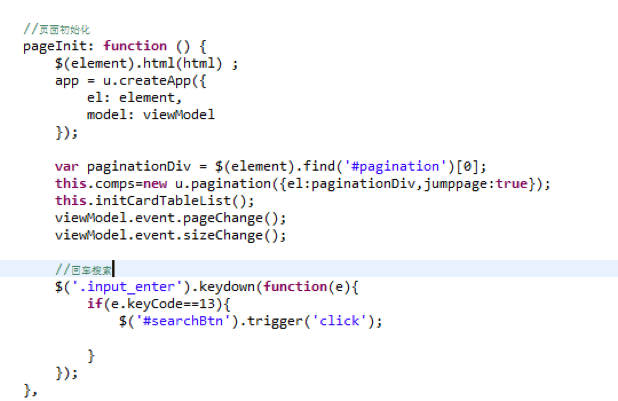 //页面初始化
pageInit: function () {
    $(element).html(html) ;
    app = u.createApp({
        el: element,
        model: viewModel
    });
    var paginationDiv = $(element).find('#pagination')[0];
    this.comps=new u.pagination({el:paginationDiv,jumppage:true});
    this.initCardTableList();
    viewModel.event.pageChange();
    viewModel.event.sizeChange();
    //回车搜索
    $('.input_enter').keydown(function(e){
        if(e.keyCode==13){
            $('#searchBtn').trigger('click');
        }
    });
},